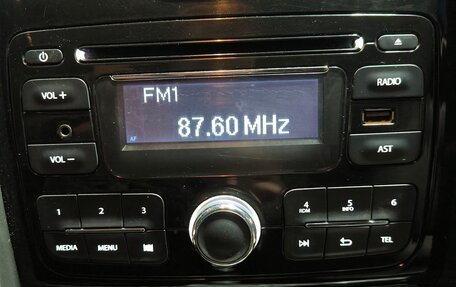 FM1
87.60 MHz
AF
VOL +
VOL −
RADIO
AST
1 2 3
MEDIA MENU
4 RDM 5 INFO 6
TEL